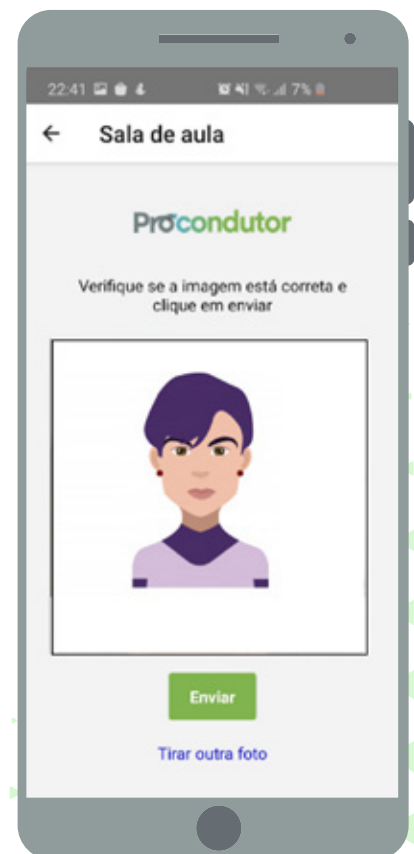 22:41
7%
Sala de aula
Procondutor
Verifique se a imagem está correta e
clique em enviar
Enviar
Tirar outra foto